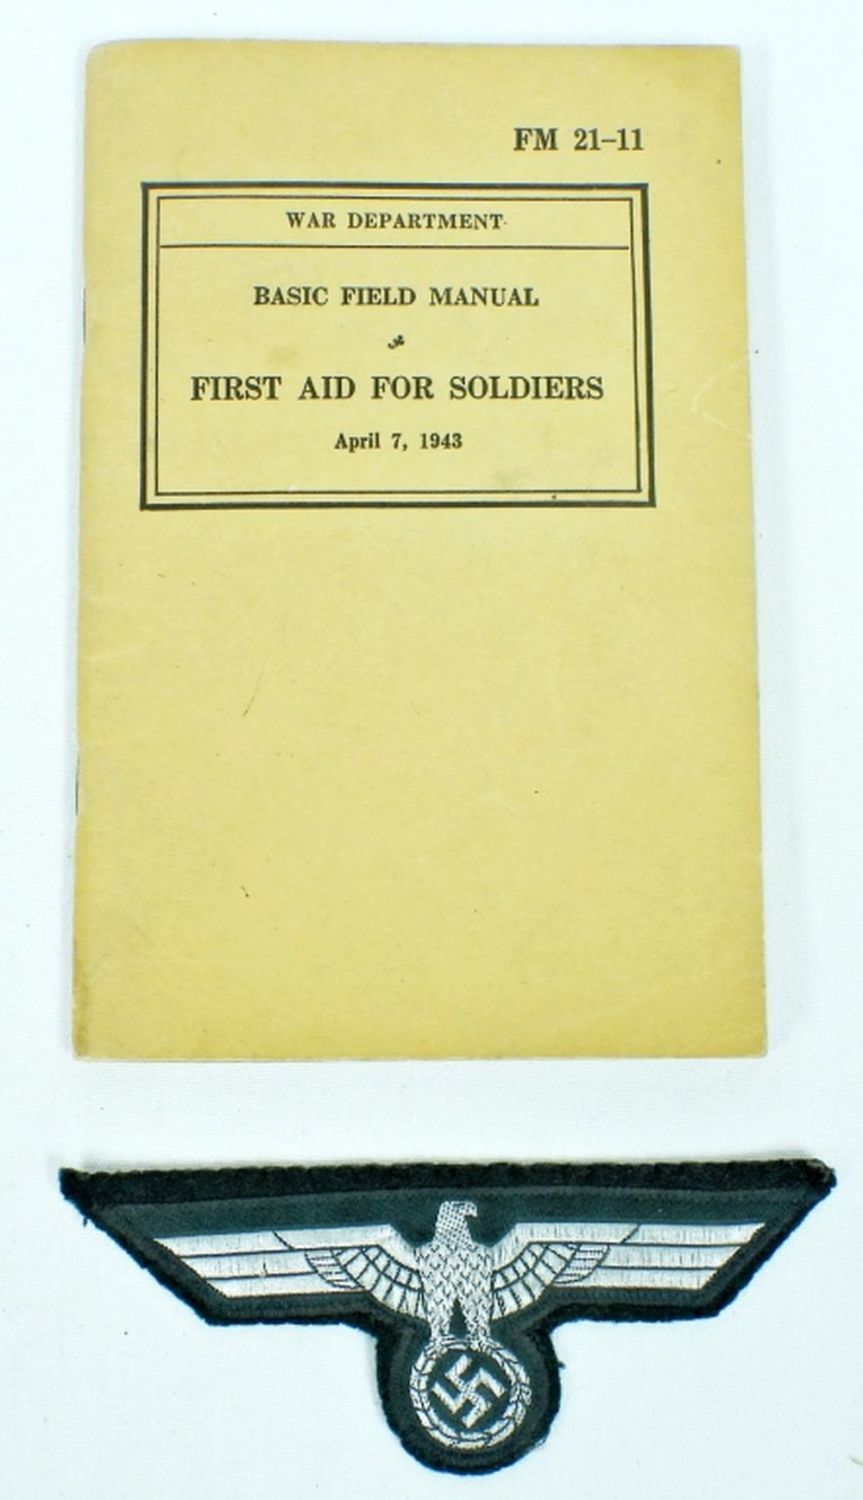 FM 21–11
WAR DEPARTMENT
BASIC FIELD MANUAL
FIRST AID FOR SOLDIERS
April 7, 1943